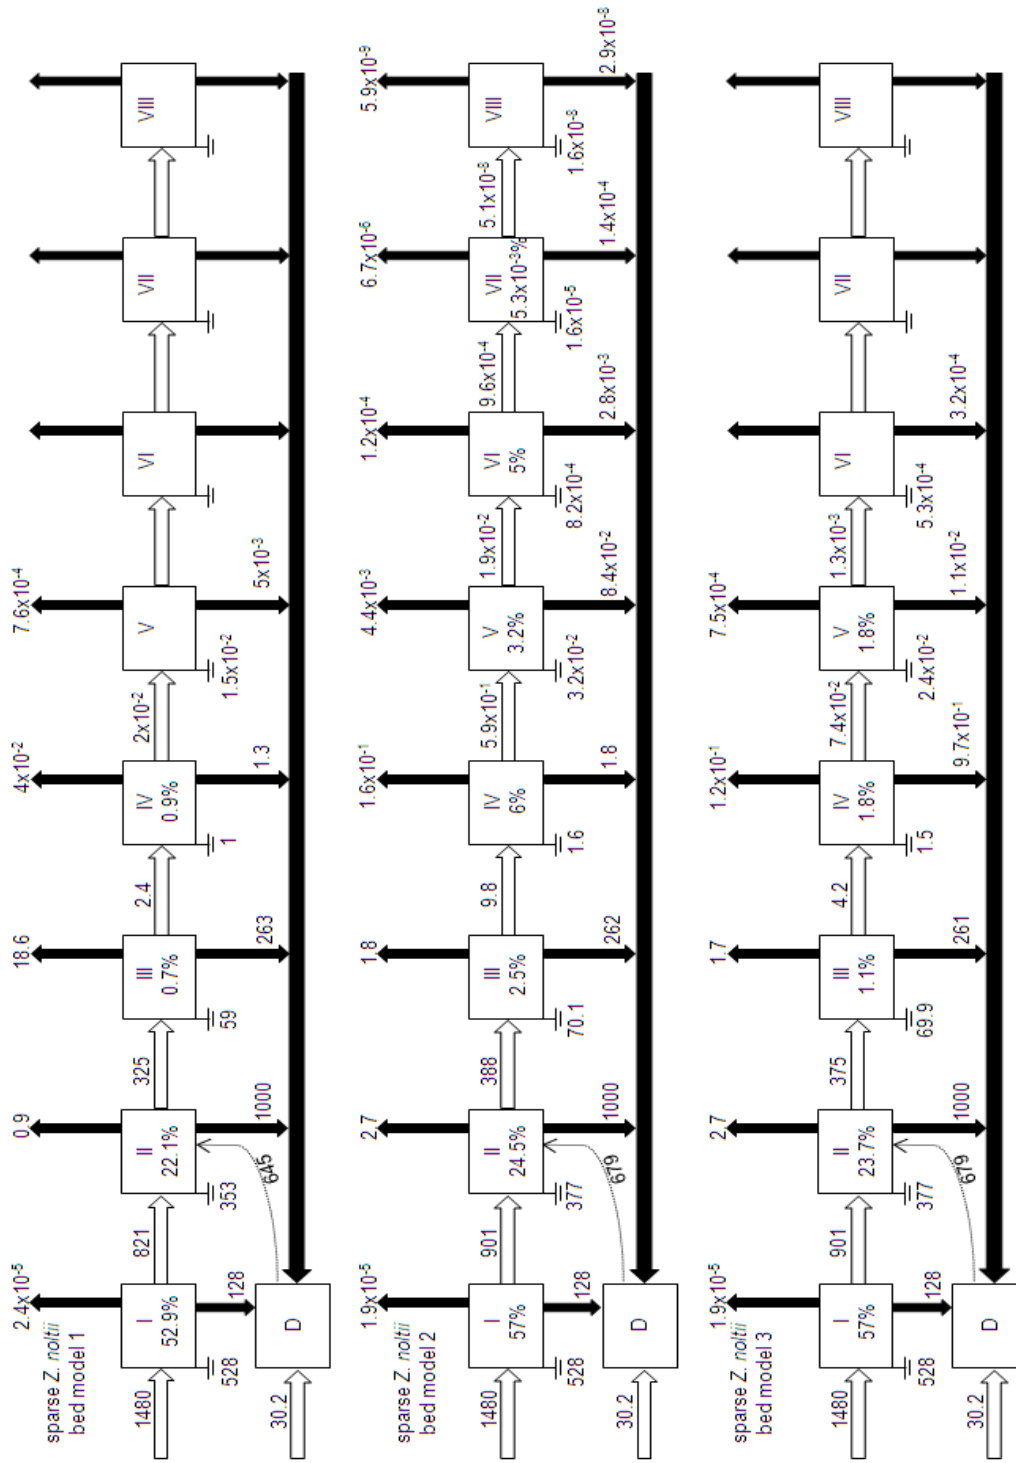 sparse Z. noltii
bed model 1
2.4x10-5
0.9
18.6
4x10-2
7.6x10-4
1480
I
52.9%
821
II
22.1%
325
III
0.7%
2.4
IV
0.9%
2x10-2
V
VI
VII
VIII
528
128
353
1000
59
263
1
1.3
1.5x10-2
5x10-3
645
30.2
D
sparse Z. noltii
bed model 2
1.9x10-5
2.7
1.8
1.6x10-1
4.4x10-3
1.2x10-4
6.7x10-6
5.9x10-9
1480
I
57%
901
II
24.5%
388
III
2.5%
9.8
IV
6%
5.9x10-1
V
3.2%
1.9x10-2
VI
5%
9.6x10-4
VII
5.3x10-3%
5.1x10-8
VIII
528
128
377
1000
70.1
262
1.6
1.8
3.2x10-2
8.4x10-2
8.2x10-4
2.8x10-3
1.6x10-5
1.4x10-4
1.6x10-8
2.9x10-8
679
30.2
D
sparse Z. noltii
bed model 3
1.9x10-5
2.7
1.7
1.2x10-1
7.5x10-4
1480
I
57%
901
II
23.7%
375
III
1.1%
4.2
IV
1.8%
7.4x10-2
V
1.8%
1.3x10-3
VI
VII
VIII
528
128
377
1000
69.9
261
1.5
9.7x10-1
2.4x10-2
1.1x10-2
5.3x10-4
3.2x10-4
679
30.2
D